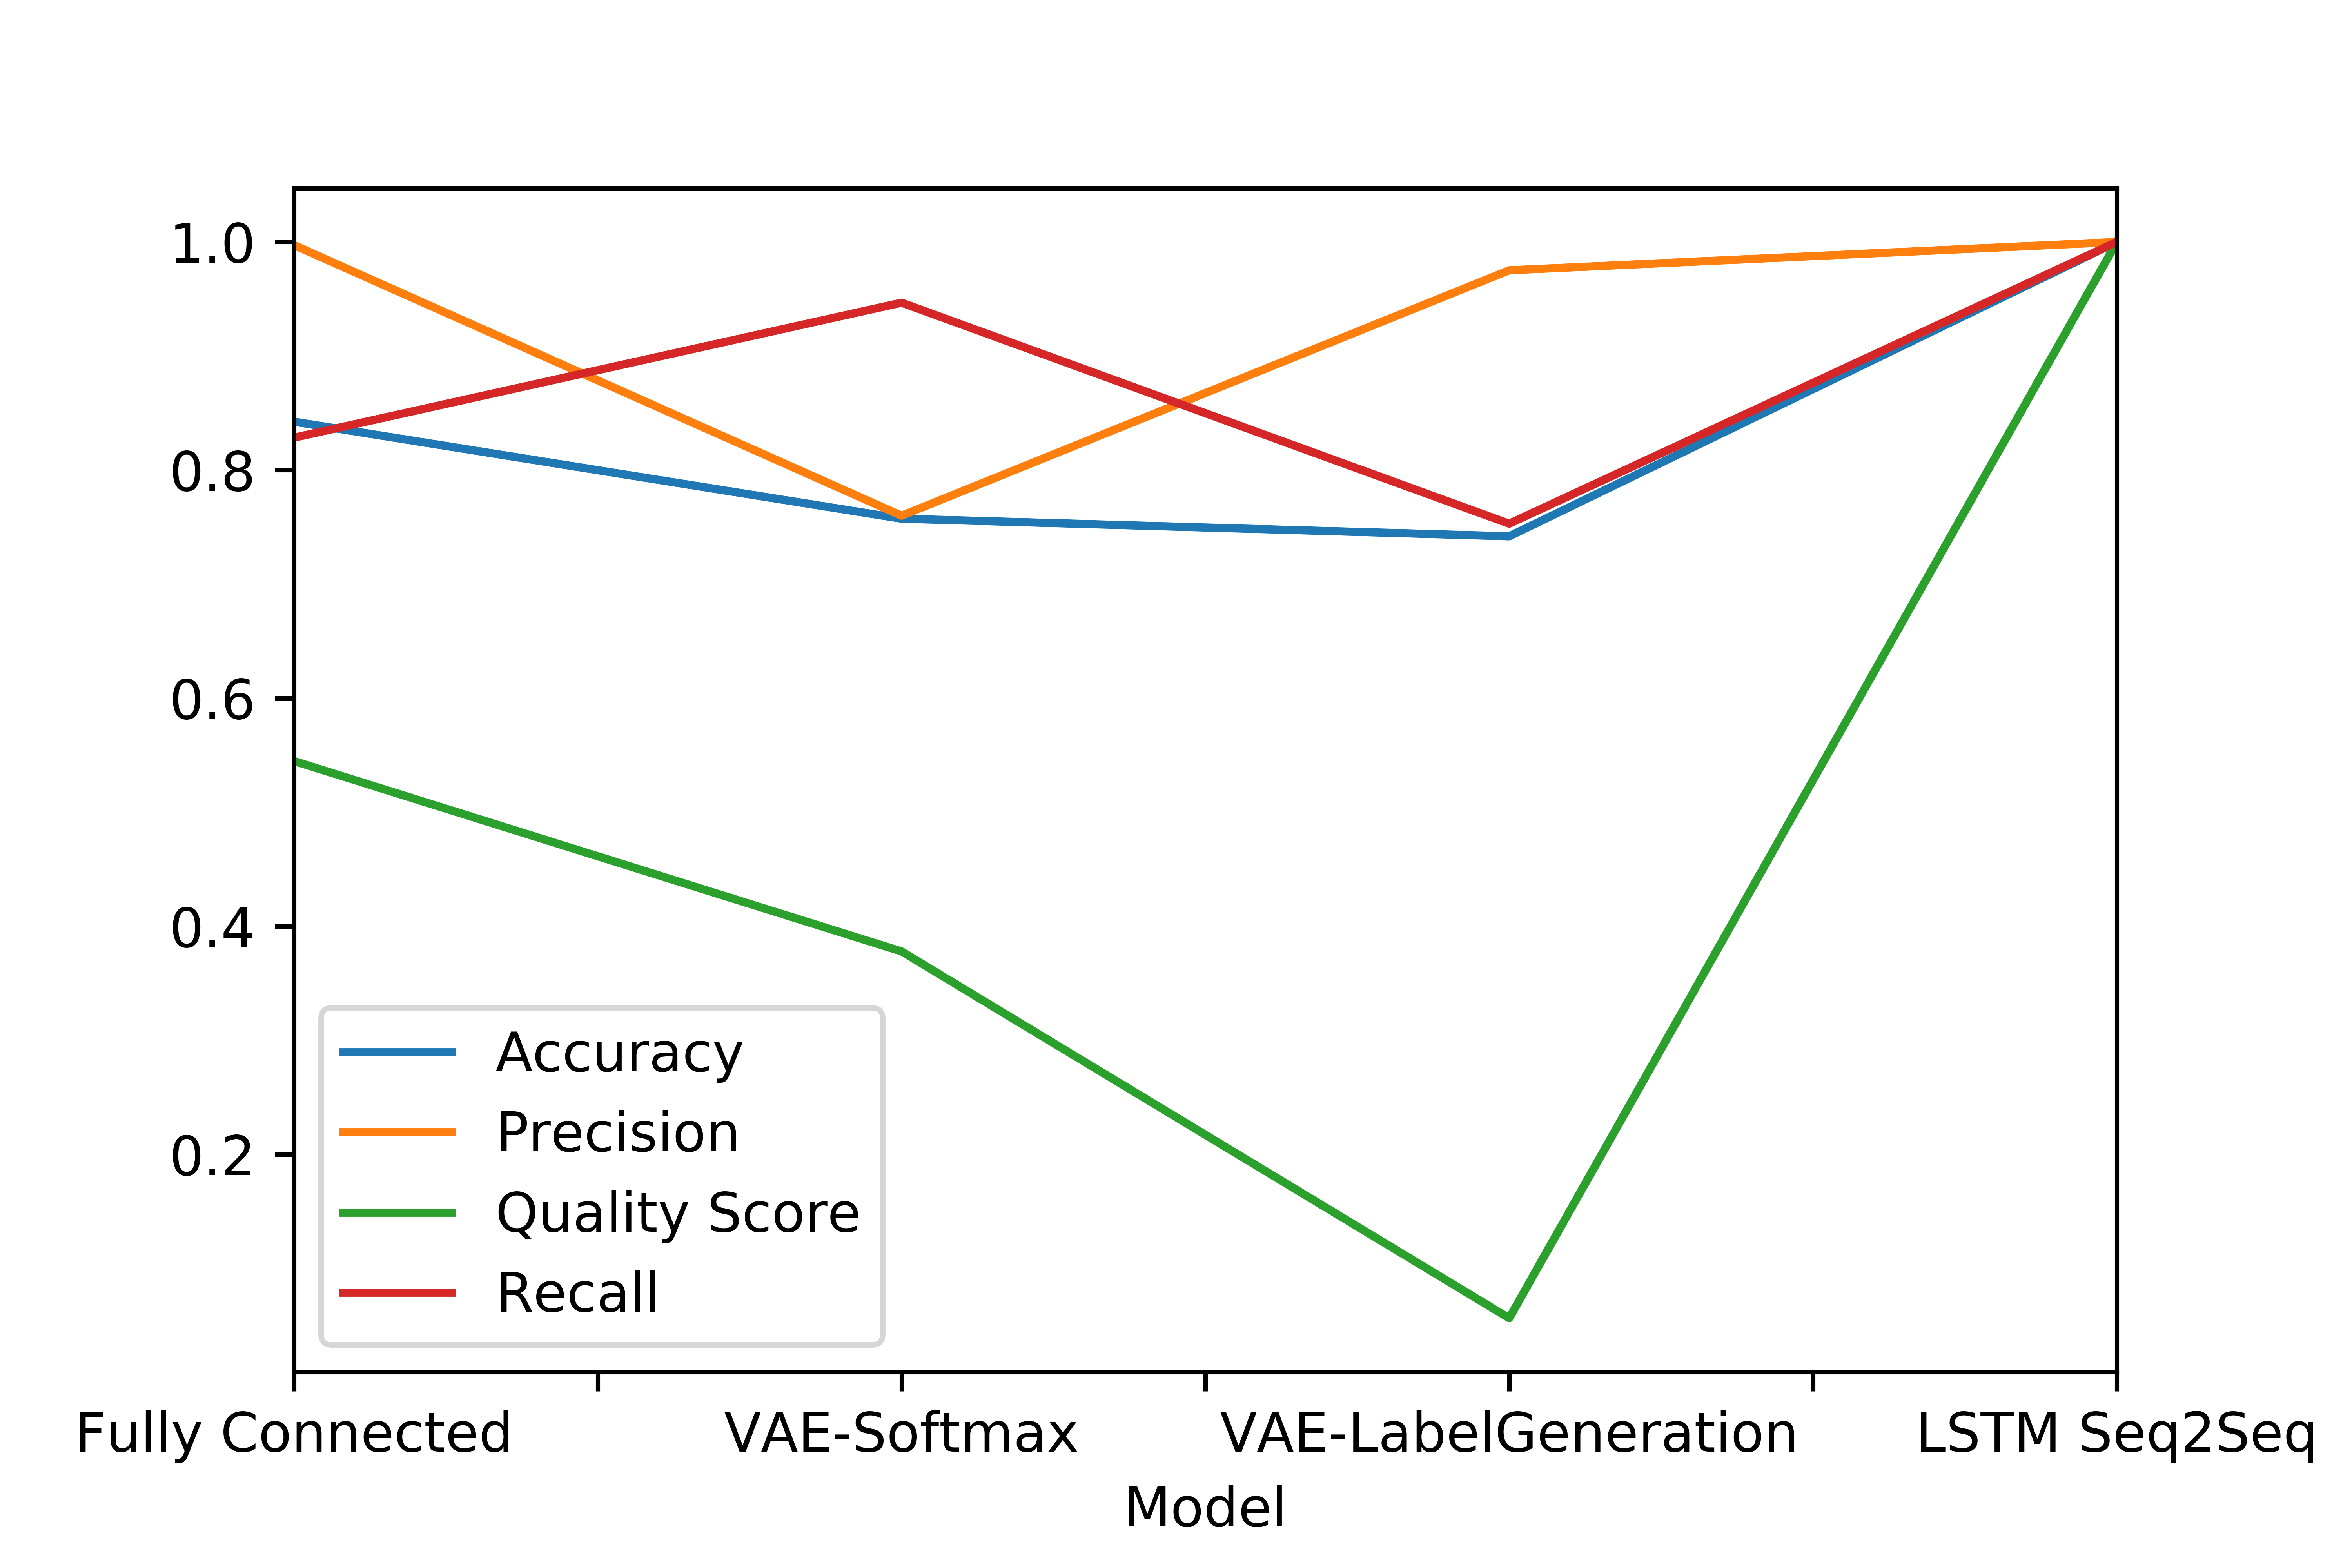 1.0
0.8
0.6
0.4
0.2
Accuracy
Precision
Quality Score
Recall
Fully Connected VAE-Softmax VAE-LabelGeneration LSTM Seq2Seq
Model